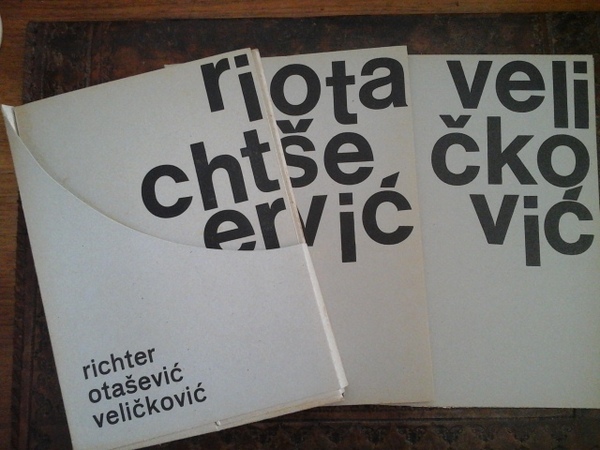 ri
cht
er
ota
še
vić
veli
čko
vić
richter
otašević
veličković